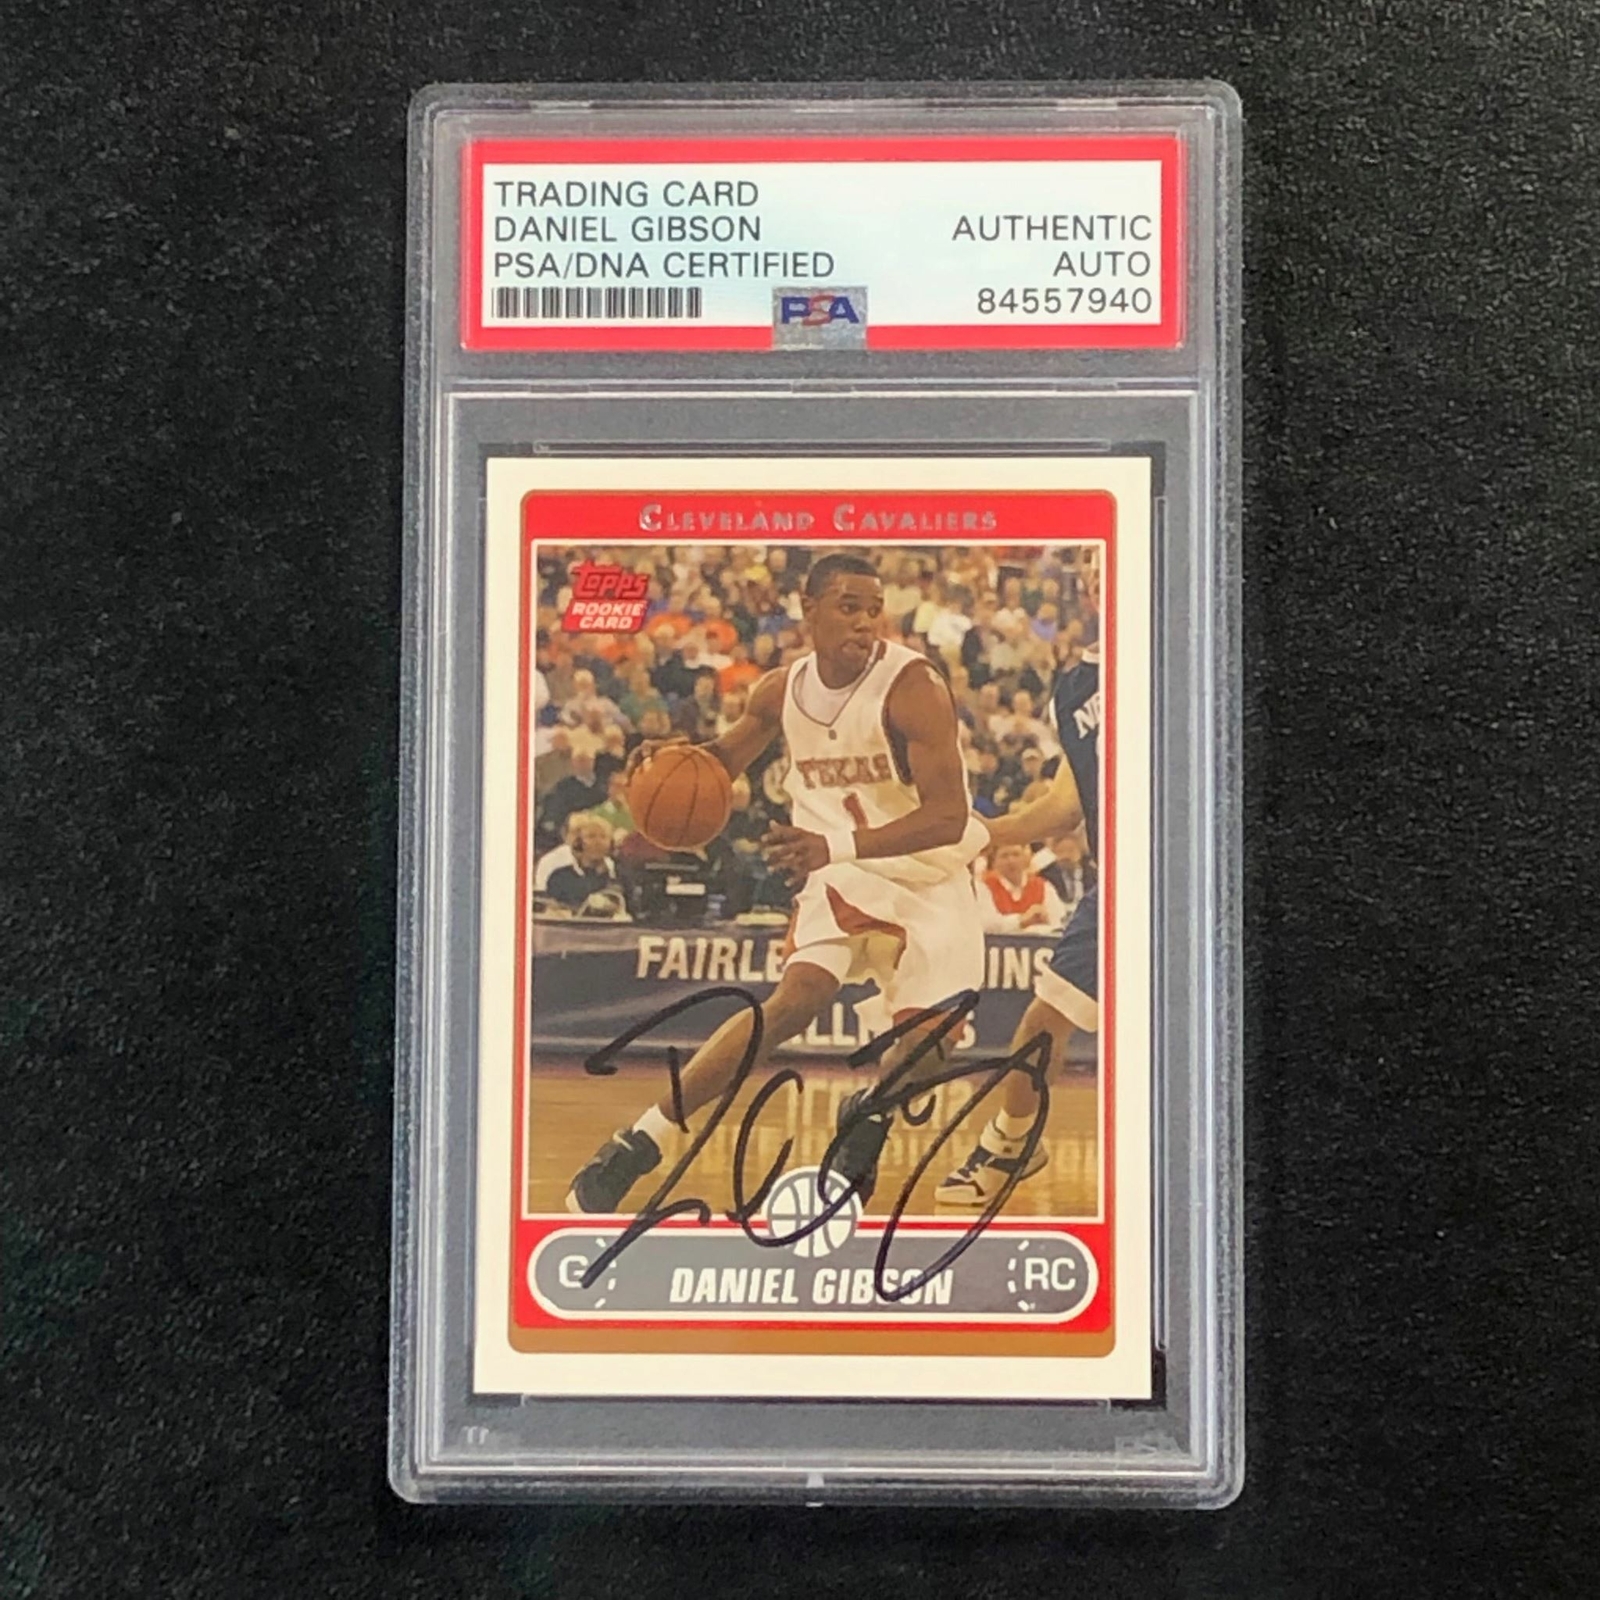 TRADING CARD
DANIEL GIBSON
PSA/DNA CERTIFIED
AUTHENTIC
AUTO
84557940
PSA
CLEVELAND CAVALIERS
Topps
ROOKIE
CARD
TEXAS
1
G
DANIEL GIBSON
RC